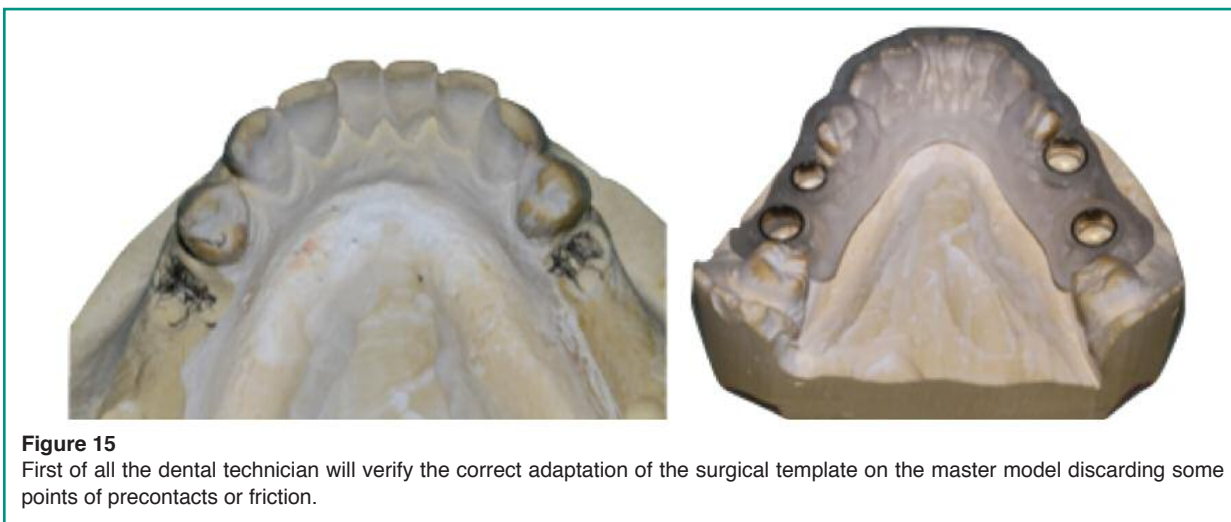 Figure 15
First of all the dental technician will verify the correct adaptation of the surgical template on the master model discarding some
points of precontacts or friction.